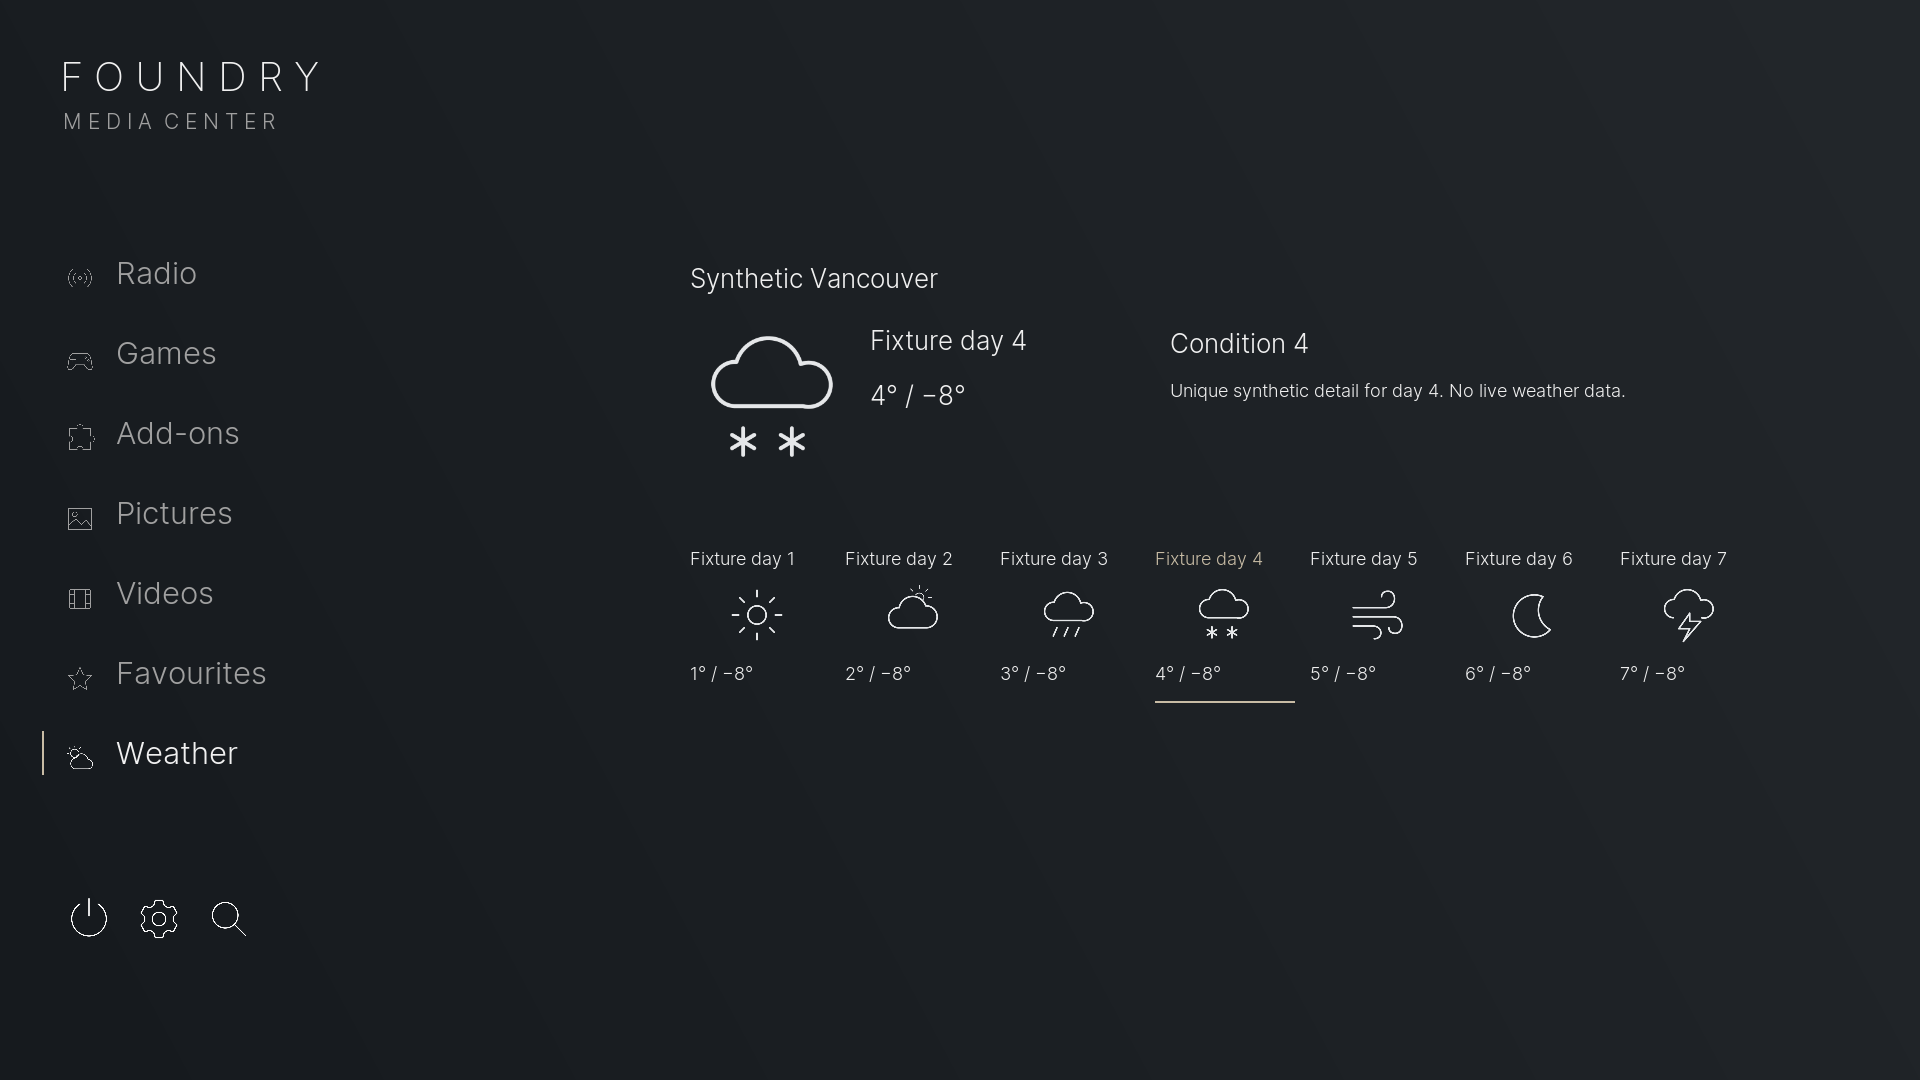 FOUNDRY
MEDIA CENTER
Radio
Games
Add-ons
Pictures
Videos
Favourites
Weather
Synthetic Vancouver
Fixture day 4
4° / −8°
Condition 4
Unique synthetic detail for day 4. No live weather data.
Fixture day 1
Fixture day 2
Fixture day 3
Fixture day 4
Fixture day 5
Fixture day 6
Fixture day 7
1° / −8°
2° / −8°
3° / −8°
4° / −8°
5° / −8°
6° / −8°
7° / −8°